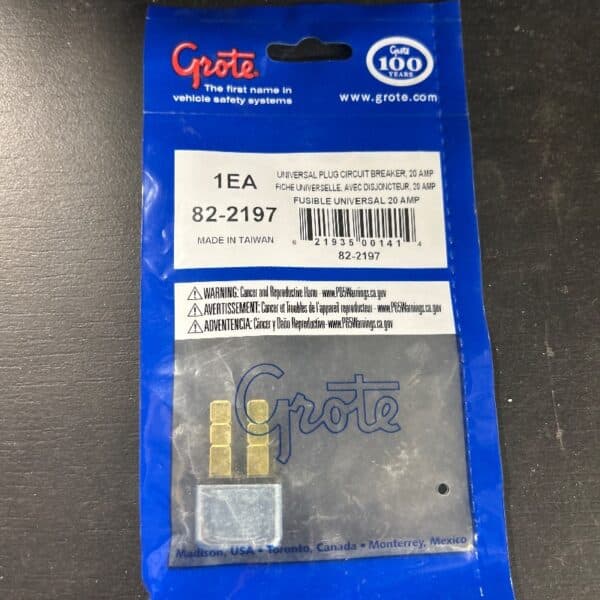 Grote
The first name in
vehicle safety systems
Grote
100
YEARS
www.grote.com
1EA
82-2197
MADE IN TAIWAN
UNIVERSAL PLUG CIRCUIT BREAKER, 20 AMP
FICHE UNIVERSELLE, AVEC DISJONCTEUR, 20 AMP
FUSIBLE UNIVERSAL 20 AMP
6 21935 00141 4
82-2197
WARNING: Cancer and Reproductive Harm - www.P65Warnings.ca.gov
AVERTISSEMENT: Cancer et Troubles de l'appareil reproducteur - www.P65Warnings.ca.gov
ADVENTENCIA: Cáncer y Daño Reproductivo-www.P65Warnings.ca.gov
Grote
Madison, USA • Toronto, Canada • Monterrey, Mexico